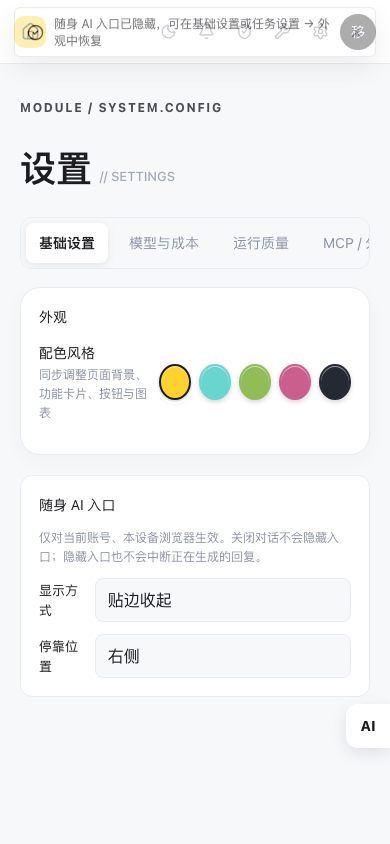 随身 AI 入口已隐藏，可在基础设置或任务设置 → 外
观中恢复
移
MODULE / SYSTEM.CONFIG
设置 // SETTINGS
基础设置 模型与成本 运行质量 MCP /
外观
配色风格
同步调整页面背景、
功能卡片、按钮与图
表
随身 AI 入口
仅对当前账号、本设备浏览器生效。关闭对话不会隐藏入
口；隐藏入口也不会中断正在生成的回复。
显示方
式
贴边收起
停靠位
置
右侧
AI